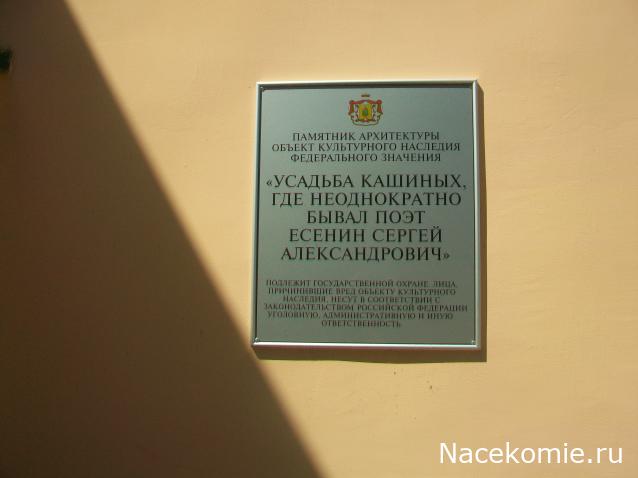 ПАМЯТНИК АРХИТЕКТУРЫ
ОБЪЕКТ КУЛЬТУРНОГО НАСЛЕДИЯ
ФЕДЕРАЛЬНОГО ЗНАЧЕНИЯ
«УСАДЬБА КАШИНЫХ,
ГДЕ НЕОДНОКРАТНО
БЫВАЛ ПОЭТ
ЕСЕНИН СЕРГЕЙ
АЛЕКСАНДРОВИЧ»
ПОДЛЕЖИТ ГОСУДАРСТВЕННОЙ ОХРАНЕ. ЛИЦА,
ПРИЧИНИВШИЕ ВРЕД ОБЪЕКТУ КУЛЬТУРНОГО
НАСЛЕДИЯ, НЕСУТ В СООТВЕТСТВИИ С
ЗАКОНОДАТЕЛЬСТВОМ РОССИЙСКОЙ ФЕДЕРАЦИИ
УГОЛОВНУЮ, АДМИНИСТРАТИВНУЮ И ИНУЮ
ОТВЕТСТВЕННОСТЬ
Nacekomie.ru